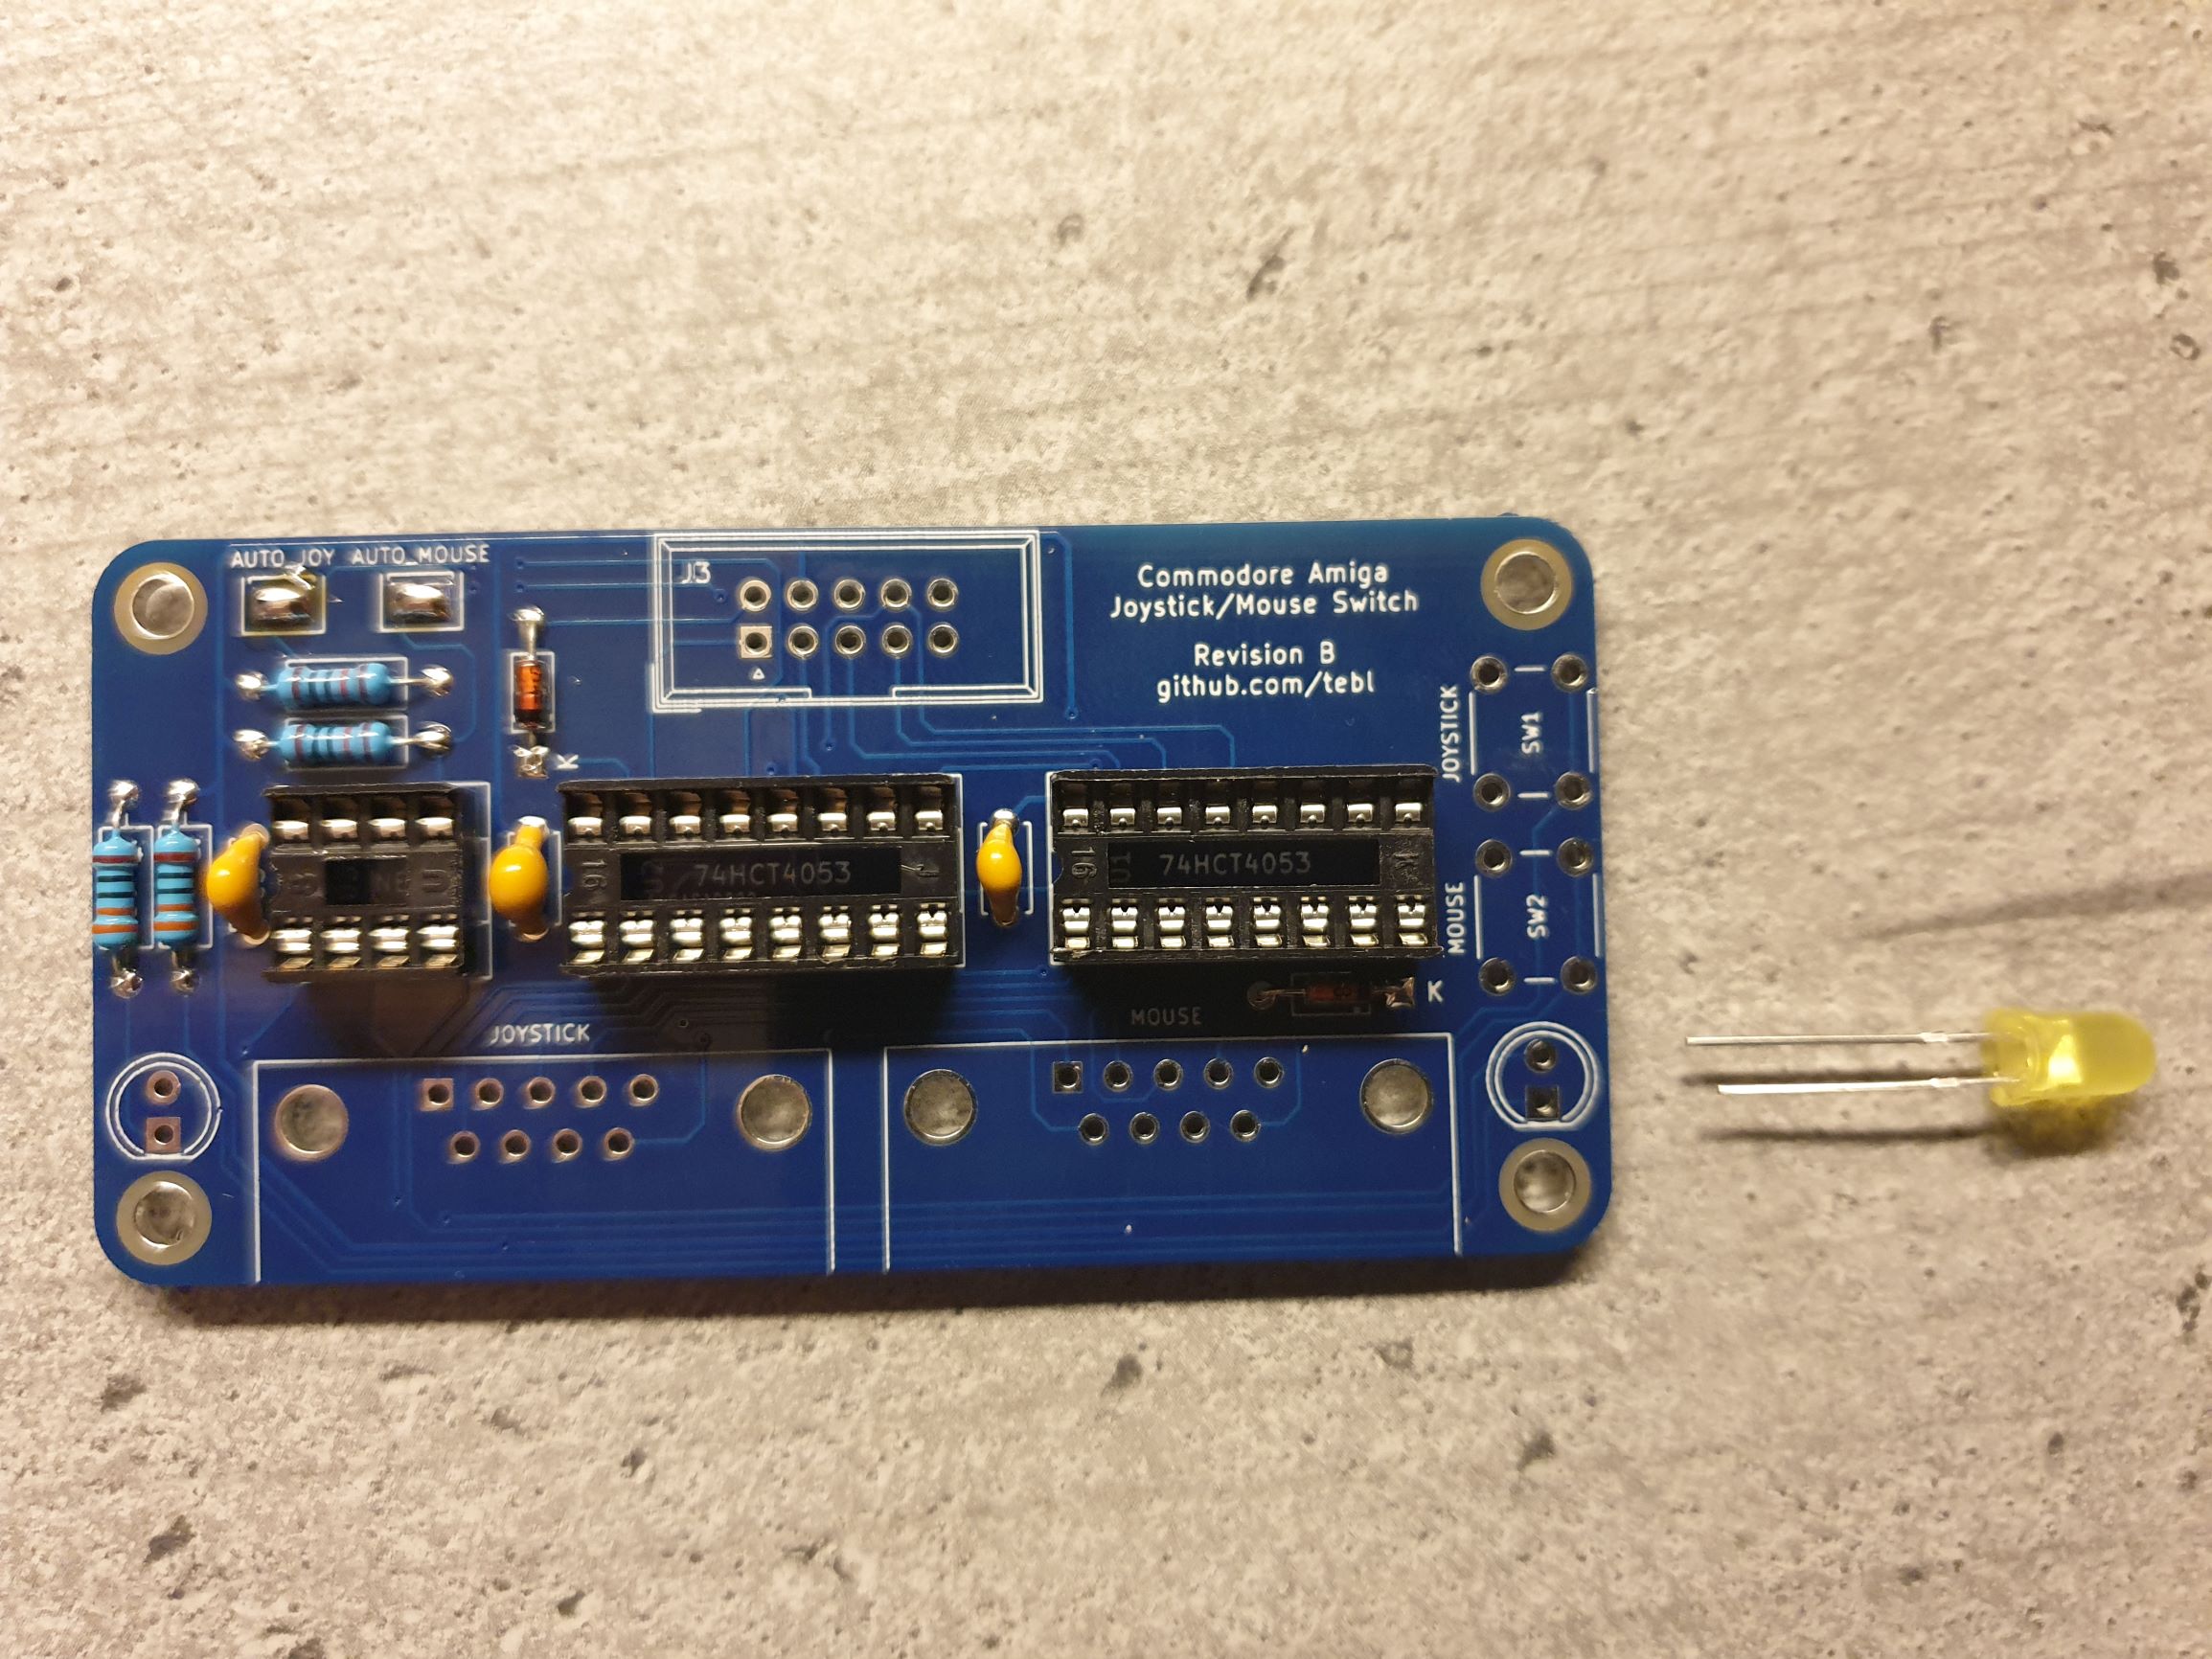 AUTO_JOY AUTO_MOUSE
J3
Commodore Amiga
Joystick/Mouse Switch
Revision B
github.com/tebl
JOYSTICK
SW1
K
16
74HCT4053
16
U1
74HCT4053
MOUSE
SW2
K
JOYSTICK
MOUSE